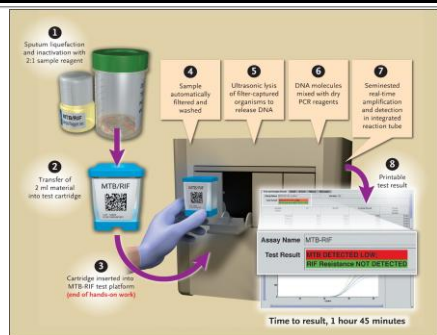 1
Sputum liquefaction
and inactivation with
2:1 sample reagent
MTB/RIF
2
Transfer of
2 ml material
into test cartridge
MTB/RIF
3
Cartridge inserted into
MTB-RIF test platform
(end of hands-on work)
4
Sample
automatically
filtered and
washed
5
Ultrasonic lysis
of filter-captured
organisms to
release DNA
6
DNA molecules
mixed with dry
PCR reagents
7
Seminested
real-time
amplification
and detection
in integrated
reaction tube
MTB/RIF
8
Printable
test result
Assay Name MTB-RIF
Test Result MTB DETECTED LOW;
RIF Resistance NOT DETECTED
Time to result, 1 hour 45 minutes